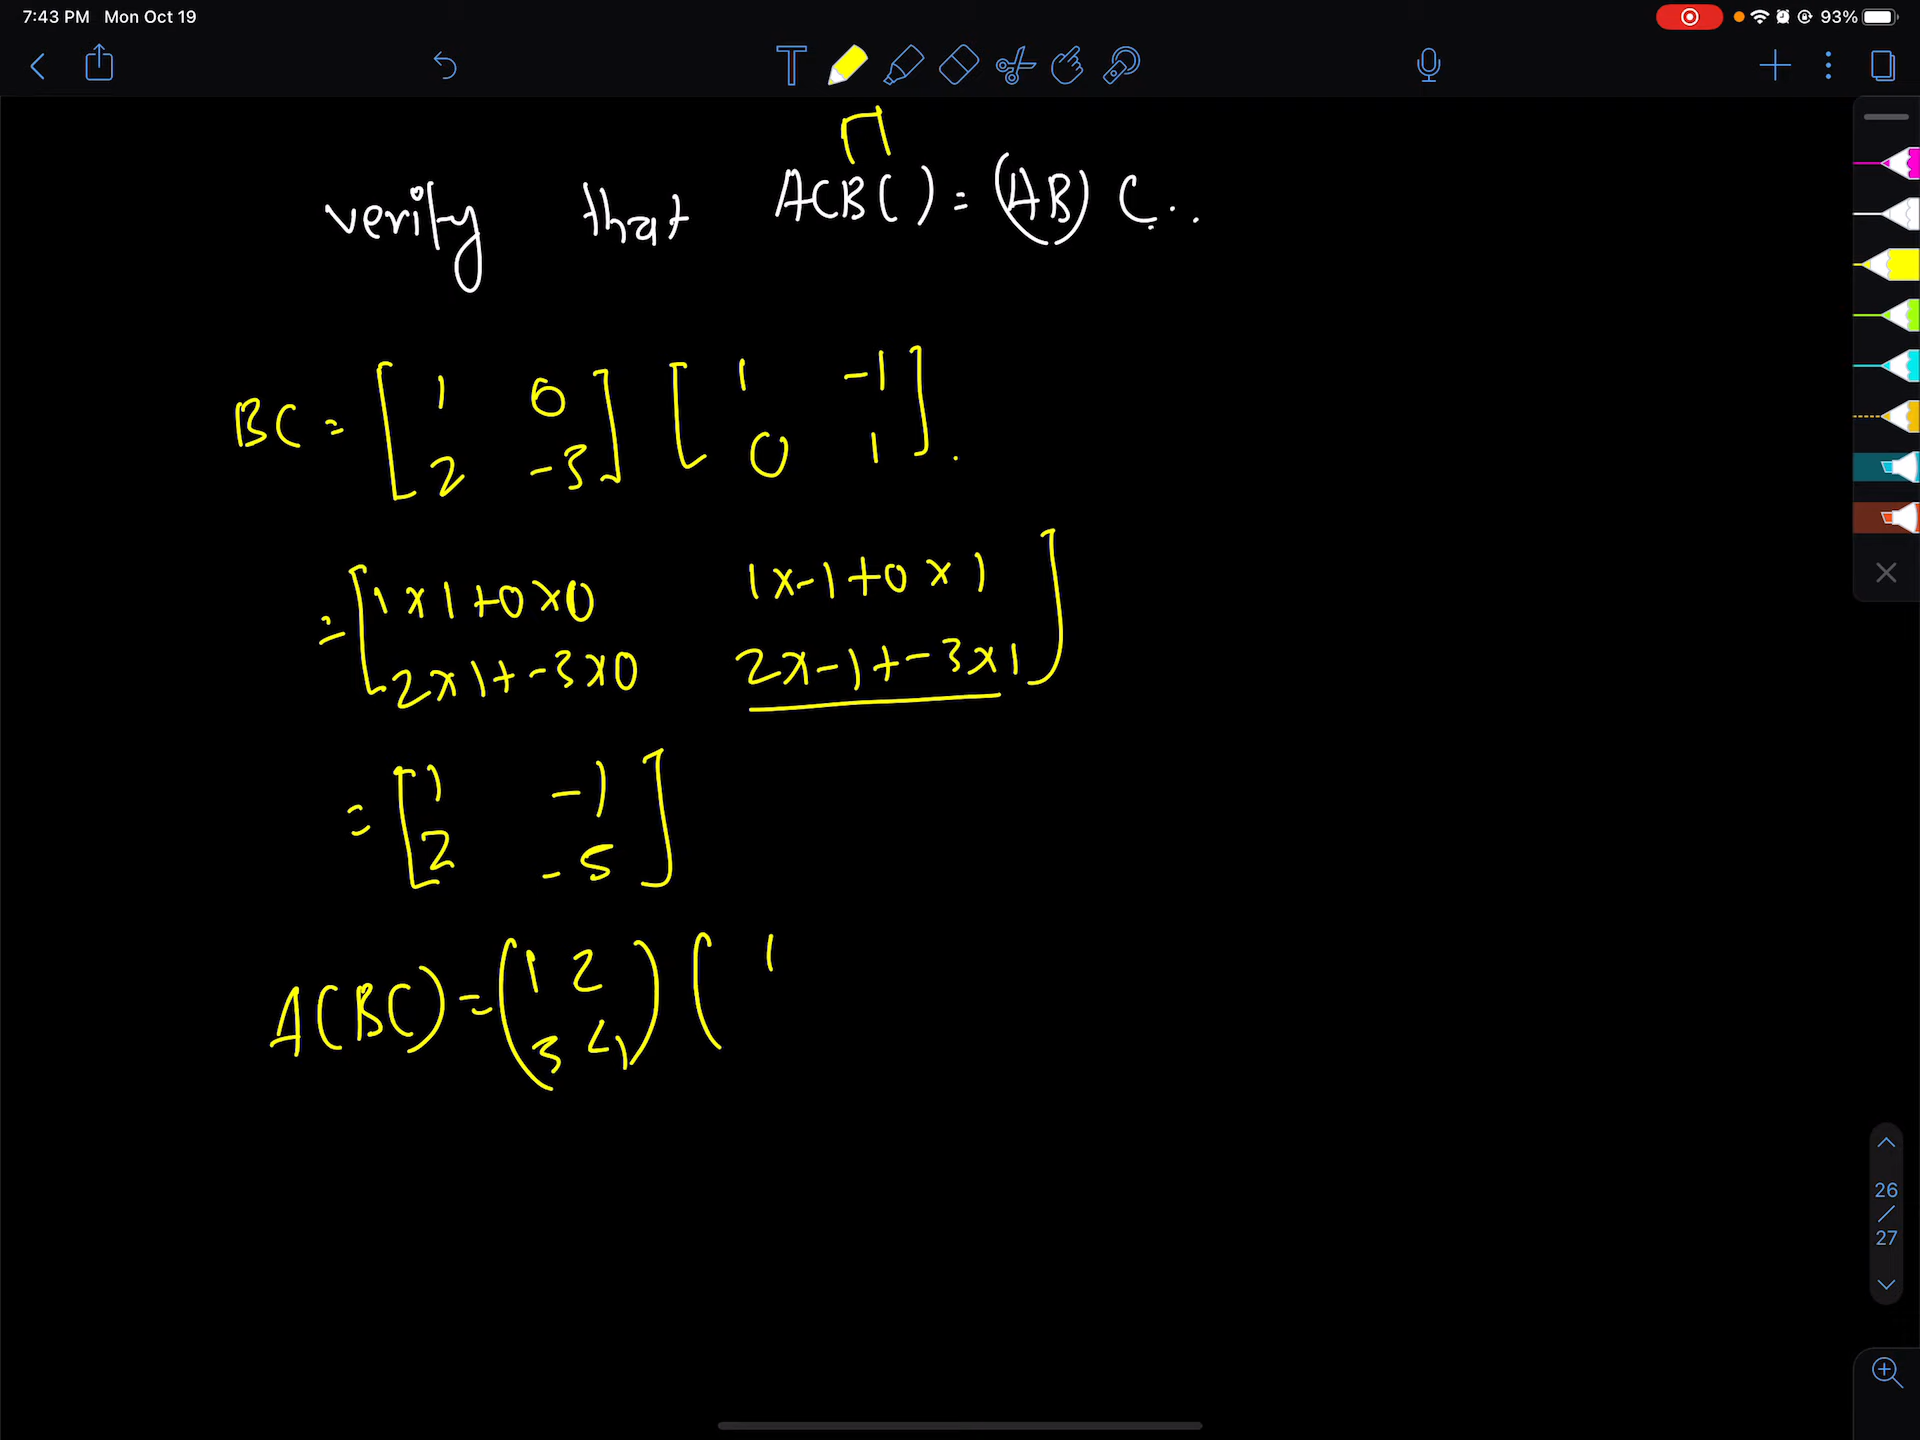 7:43 PM Mon Oct 19
93%
T
verify that A(BC) = (AB) C..
BC = [ 1 0 ] [ 1 -1 ]
2 -3 0 1 .
= [ 1x1+0x0 1x-1+0x1 ]
2x1+-3x0 2x-1+-3x1
= [ 1 -1 ]
2 -5
A(BC) = ( 1 2 ) ( 1
3 4
26
/
27